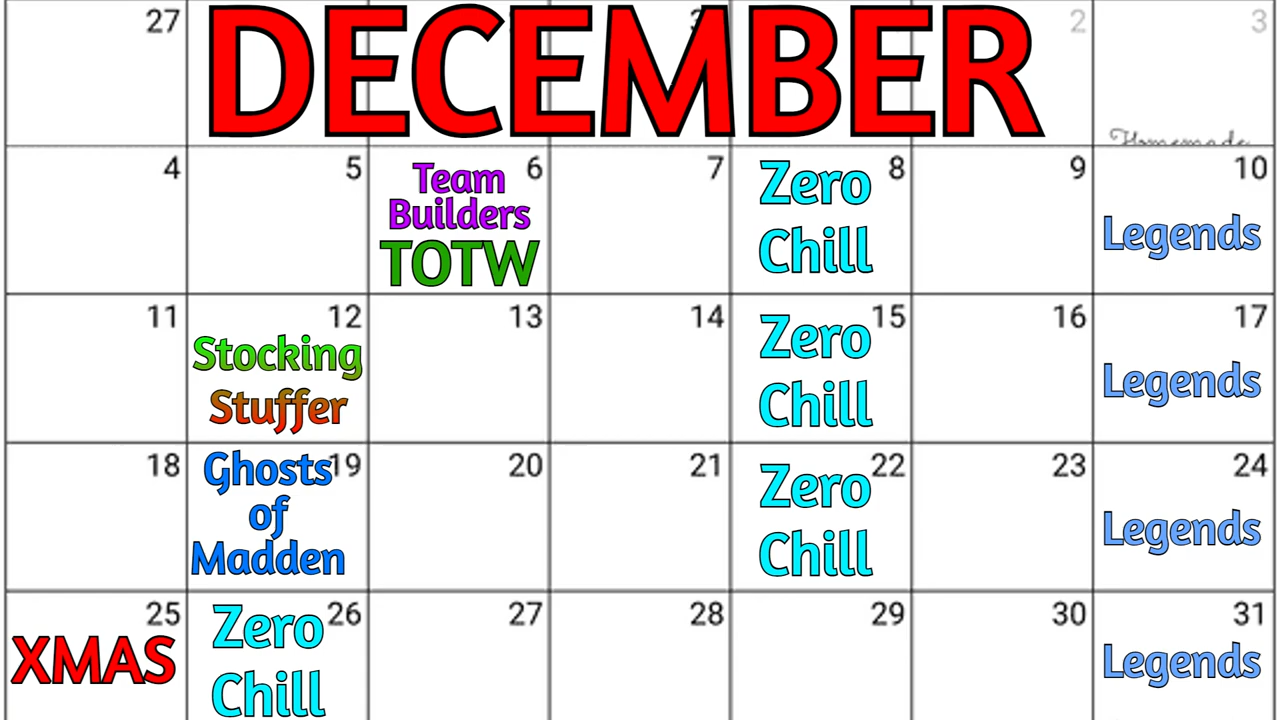 DECEMBER
27
2
3
Homemade
4
5
6
7
8
9
10
Team
Builders
TOTW
Zero
Chill
Legends
11
12
13
14
15
16
17
Stocking
Stuffer
Zero
Chill
Legends
18
19
20
21
22
23
24
Ghosts
of
Madden
Zero
Chill
Legends
25
26
27
28
29
30
31
XMAS
Zero
Chill
Legends